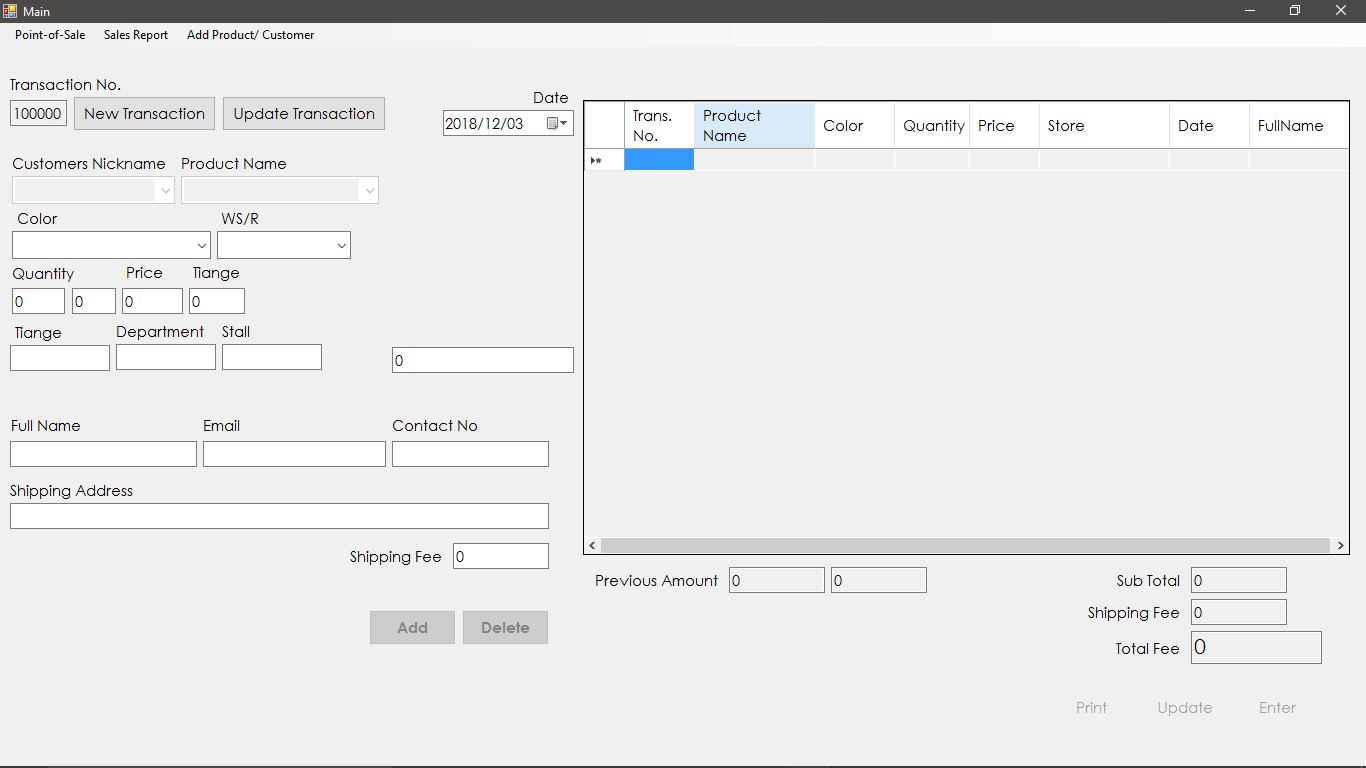 Main
Point-of-Sale Sales Report Add Product/ Customer
Transaction No.
100000 New Transaction Update Transaction
Date
2018/12/03
Customers Nickname Product Name
Color WS/R
Quantity Price Tiange
0 0 0 0
Tiange Department Stall
0
Full Name Email Contact No
Shipping Address
Shipping Fee 0
Add Delete
Trans. No. Product Name Color Quantity Price Store Date FullName
Previous Amount 0 0
Sub Total 0
Shipping Fee 0
Total Fee 0
Print Update Enter